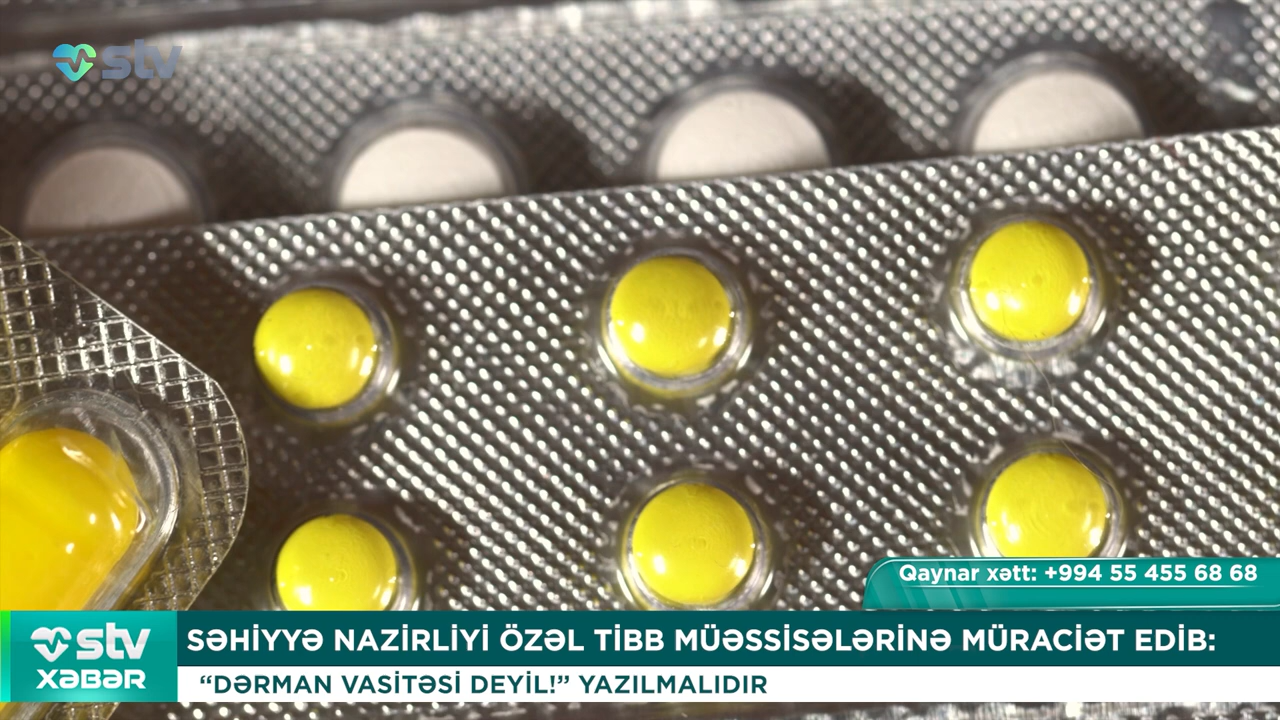 stv
Qaynar xətt: +994 55 455 68 68
stv
XƏBƏR
SƏHİYYƏ NAZİRLİYİ ÖZƏL TİBB MÜƏSSİSƏLƏRİNƏ MÜRACİƏT EDİB:
“DƏRMAN VASİTƏSİ DEYİL!” YAZILMALIDIR